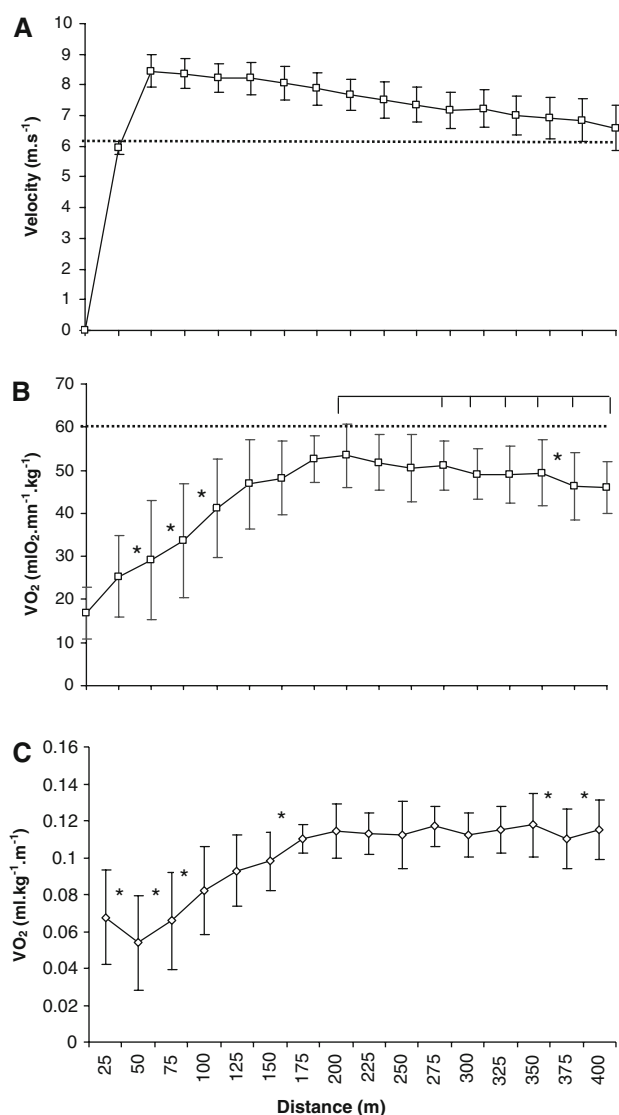 A
10
9
8
7
6
5
4
3
2
1
0
Velocity (m.s⁻¹)
B
70
60
50
40
30
20
10
0
VO₂ (mlO₂.mn⁻¹.kg⁻¹)
* * * *
C
0.16
0.14
0.12
0.1
0.08
0.06
0.04
0.02
0
VO₂ (ml.kg⁻¹.m⁻¹)
* * * * * *
25 50 75 100 125 150 175 200 225 250 275 300 325 350 375 400
Distance (m)